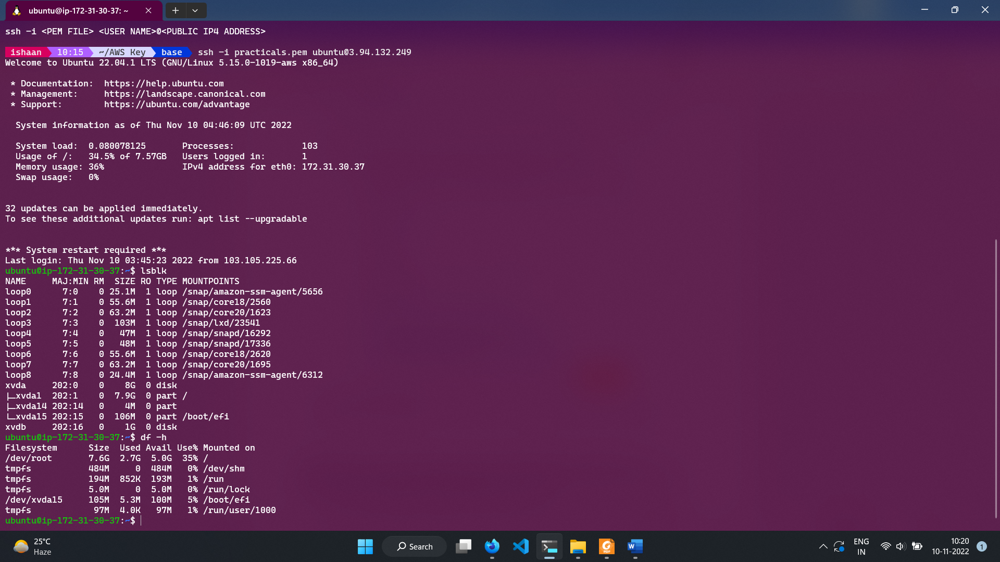 ubuntu@ip-172-31-30-37: ~
ssh -i <PEM FILE> <USER NAME>@<PUBLIC IP4 ADDRESS>
ishaan 10:15 ~/AWS Key base ssh -i practicals.pem ubuntu@3.94.132.249
Welcome to Ubuntu 22.04.1 LTS (GNU/Linux 5.15.0-1019-aws x86_64)
* Documentation:  https://help.ubuntu.com
* Management:     https://landscape.canonical.com
* Support:        https://ubuntu.com/advantage
System information as of Thu Nov 10 04:46:09 UTC 2022
System load:  0.080078125       Processes:             103
Usage of /:   34.5% of 7.57GB   Users logged in:       1
Memory usage: 36%               IPv4 address for eth0: 172.31.30.37
Swap usage:   0%
32 updates can be applied immediately.
To see these additional updates run: apt list --upgradable
*** System restart required ***
Last login: Thu Nov 10 03:45:23 2022 from 103.105.225.66
ubuntu@ip-172-31-30-37:~$ lsblk
NAME     MAJ:MIN RM  SIZE RO TYPE MOUNTPOINTS
loop0      7:0    0 25.1M  1 loop /snap/amazon-ssm-agent/5656
loop1      7:1    0 55.6M  1 loop /snap/core18/2560
loop2      7:2    0 63.2M  1 loop /snap/core20/1623
loop3      7:3    0  103M  1 loop /snap/lxd/23541
loop4      7:4    0   47M  1 loop /snap/snapd/16292
loop5      7:5    0   48M  1 loop /snap/snapd/17336
loop6      7:6    0 55.6M  1 loop /snap/core18/2620
loop7      7:7    0 63.2M  1 loop /snap/core20/1695
loop8      7:8    0 24.4M  1 loop /snap/amazon-ssm-agent/6312
xvda     202:0    0    8G  0 disk
├─xvda1  202:1    0  7.9G  0 part /
├─xvda14 202:14   0    4M  0 part
└─xvda15 202:15   0  106M  0 part /boot/efi
xvdb     202:16   0    1G  0 disk
ubuntu@ip-172-31-30-37:~$ df -h
Filesystem      Size  Used Avail Use% Mounted on
/dev/root       7.6G  2.7G  5.0G  35% /
tmpfs           484M     0  484M   0% /dev/shm
tmpfs           194M  852K  193M   1% /run
tmpfs           5.0M     0  5.0M   0% /run/lock
/dev/xvda15     105M  5.3M  100M   5% /boot/efi
tmpfs            97M  4.0K   97M   1% /run/user/1000
ubuntu@ip-172-31-30-37:~$
25°C
Haze
Search
PDF
W
ENG
IN
10:20
10-11-2022
1